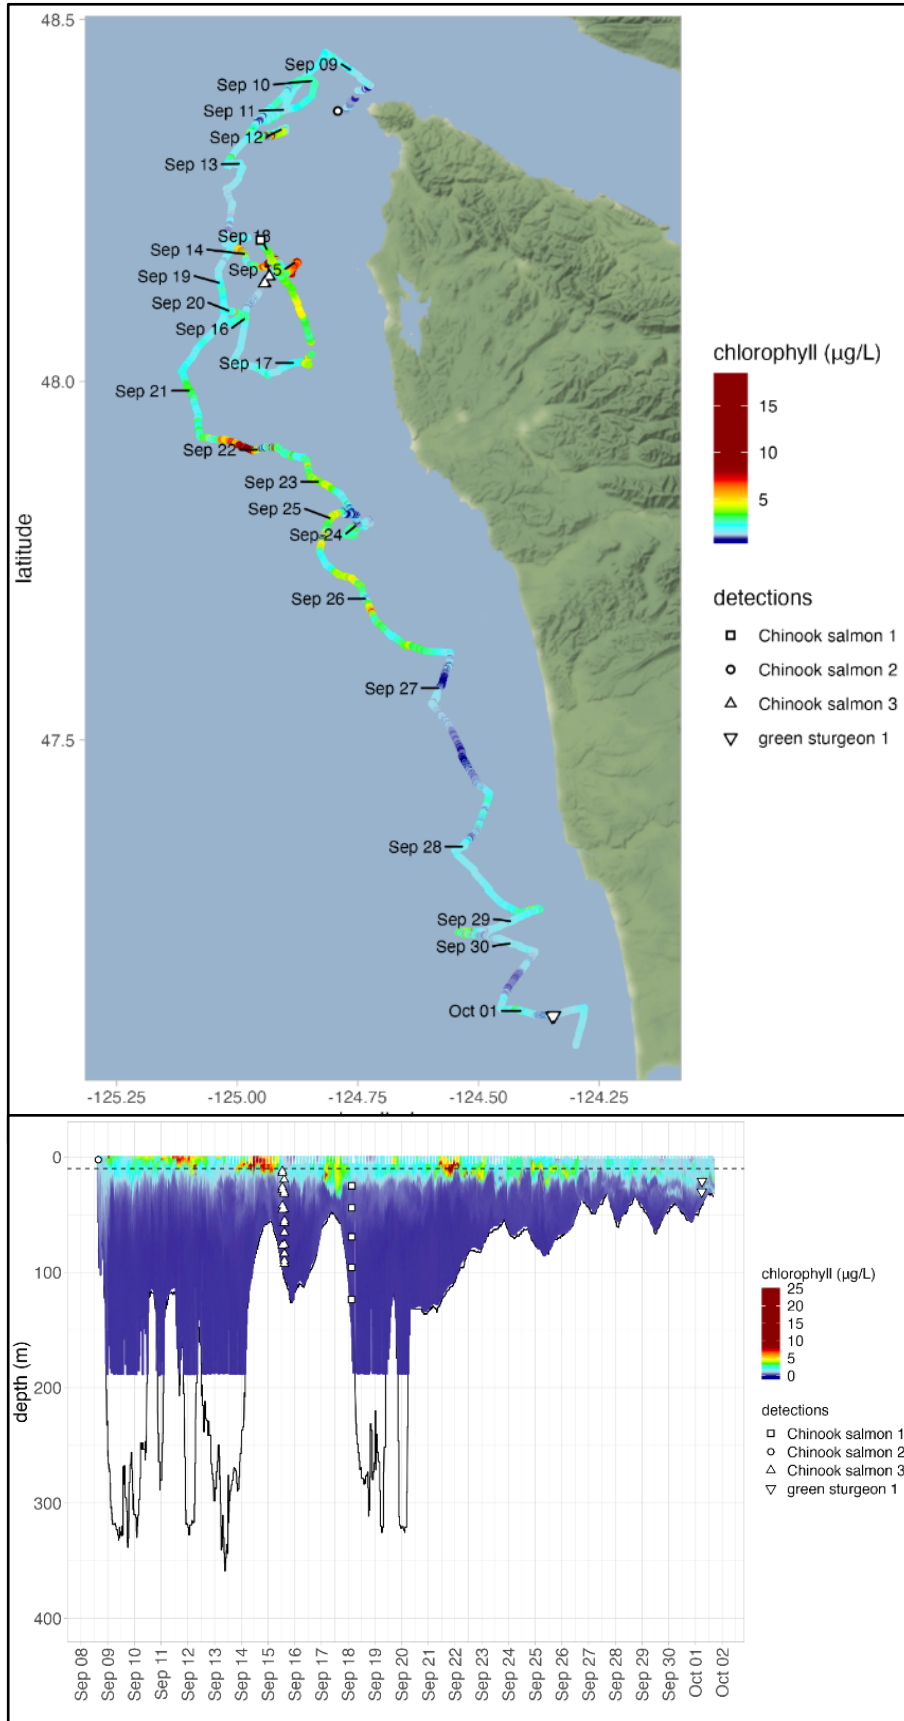 48.5
Sep 09
Sep 10
Sep 11
Sep 12
Sep 13
Sep 18
Sep 14
Sep 15
Sep 19
Sep 20
Sep 16
Sep 17
48.0
Sep 21
Sep 22
Sep 23
Sep 25
Sep 24
Sep 26
Sep 27
47.5
Sep 28
Sep 29
Sep 30
Oct 01
latitude
-125.25 -125.00 -124.75 -124.50 -124.25
chlorophyll (µg/L)
15
10
5
detections
Chinook salmon 1
Chinook salmon 2
Chinook salmon 3
green sturgeon 1
0
100
200
300
400
depth (m)
Sep 08
Sep 09
Sep 10
Sep 11
Sep 12
Sep 13
Sep 14
Sep 15
Sep 16
Sep 17
Sep 18
Sep 19
Sep 20
Sep 21
Sep 22
Sep 23
Sep 24
Sep 25
Sep 26
Sep 27
Sep 28
Sep 29
Sep 30
Oct 01
Oct 02
chlorophyll (µg/L)
25
20
15
10
5
0
detections
Chinook salmon 1
Chinook salmon 2
Chinook salmon 3
green sturgeon 1